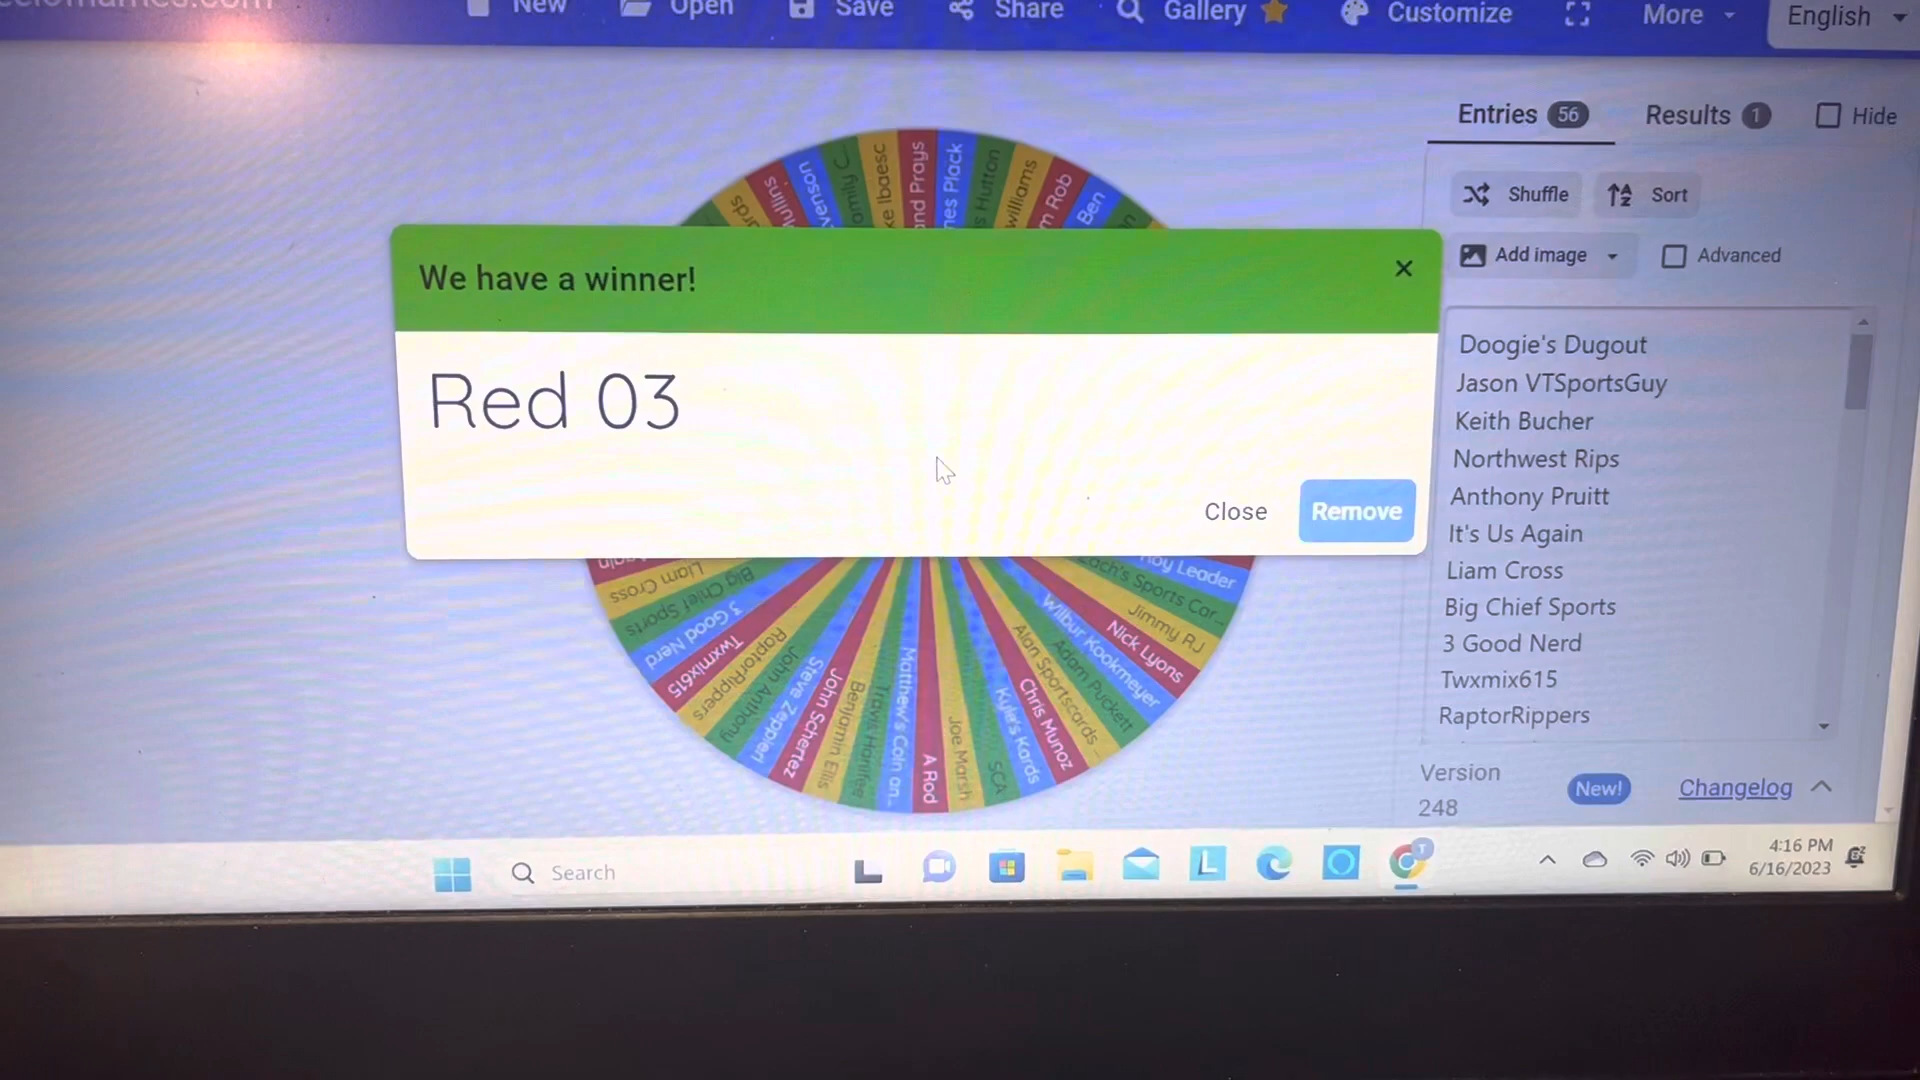 New
Open
Save
Share
Gallery
Customize
More
English
Entries 56
Results 1
Hide
Shuffle
Sort
Add image
Advanced
We have a winner!
Red 03
Close
Remove
Doogie's Dugout
Jason VTSportsGuy
Keith Bucher
Northwest Rips
Anthony Pruitt
It's Us Again
Liam Cross
Big Chief Sports
3 Good Nerd
Twxmix615
RaptorRippers
and Prays
Ben
Liam Cross
Big Chief Sports
3 Good Nerd
Twxmix615
RaptorRippers
John Anthony
Steve Zeppieri
John Schertez
Benjamin Ellis
Matthew's Coin an...
A Rod
Joe Marsh
SCA
Kyle's Kards
Chris Munoz
Alan Sportscards...
Adam Puckett
Wilbur Kookmeyer
Nick Lyons
Jimmy RJ
Leader
Version
248
New!
Changelog
Search
4:16 PM
6/16/2023